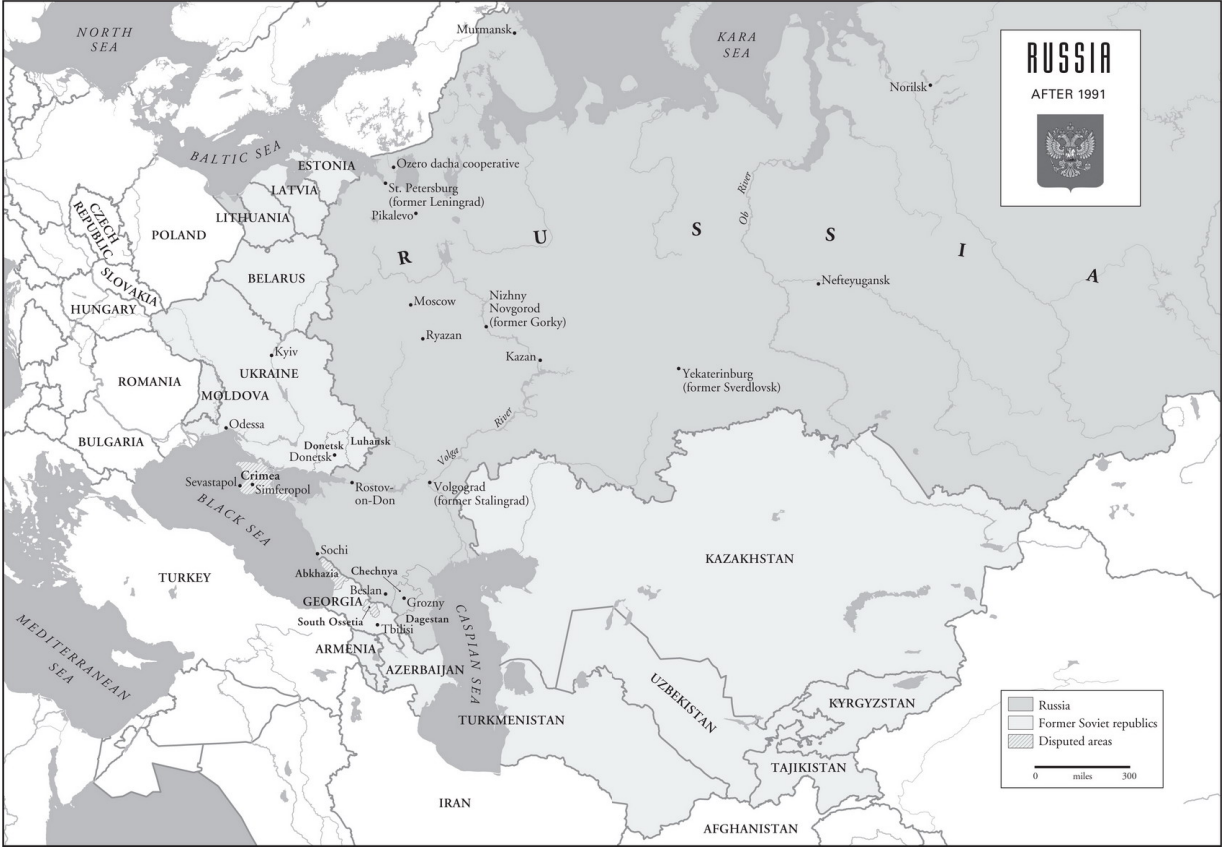 NORTH
SEA
Murmansk
KARA
SEA
RUSSIA
AFTER 1991
Norilsk
BALTIC SEA
ESTONIA
Ozero dacha cooperative
LATVIA
St. Petersburg
(former Leningrad)
Pikalevo
LITHUANIA
Ob River
CZECH
REPUBLIC
POLAND
R U S S I A
SLOVAKIA
BELARUS
Nefteyugansk
HUNGARY
Moscow
Nizhny
Novgorod
(former Gorky)
Ryazan
Kyiv
Kazan
UKRAINE
Yekaterinburg
(former Sverdlovsk)
ROMANIA
MOLDOVA
Odessa
Volga River
BULGARIA
Donetsk
Luhansk
Donetsk
Crimea
Sevastapol
Simferopol
Rostov-
on-Don
Volgograd
(former Stalingrad)
BLACK SEA
Sochi
KAZAKHSTAN
TURKEY
Abkhazia
Chechnya
Beslan
Grozny
GEORGIA
South Ossetia
Dagestan
Tbilisi
CASPIAN SEA
MEDITERRANEAN
SEA
ARMENIA
AZERBAIJAN
UZBEKISTAN
KYRGYZSTAN
TURKMENISTAN
TAJIKISTAN
IRAN
AFGHANISTAN
Russia
Former Soviet republics
Disputed areas
0 miles 300